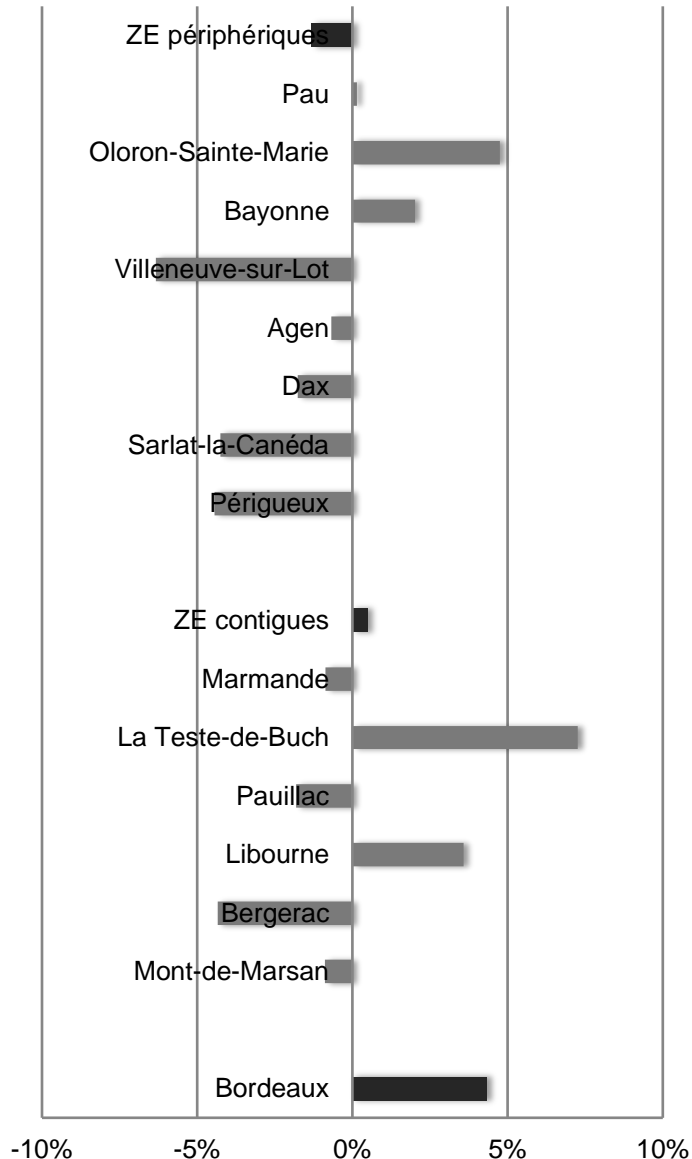 ZE périphériques
Pau
Oloron-Sainte-Marie
Bayonne
Villeneuve-sur-Lot
Agen
Dax
Sarlat-la-Canéda
Périgueux
ZE contigues
Marmande
La Teste-de-Buch
Pauillac
Libourne
Bergerac
Mont-de-Marsan
Bordeaux
-10% -5% 0% 5% 10%